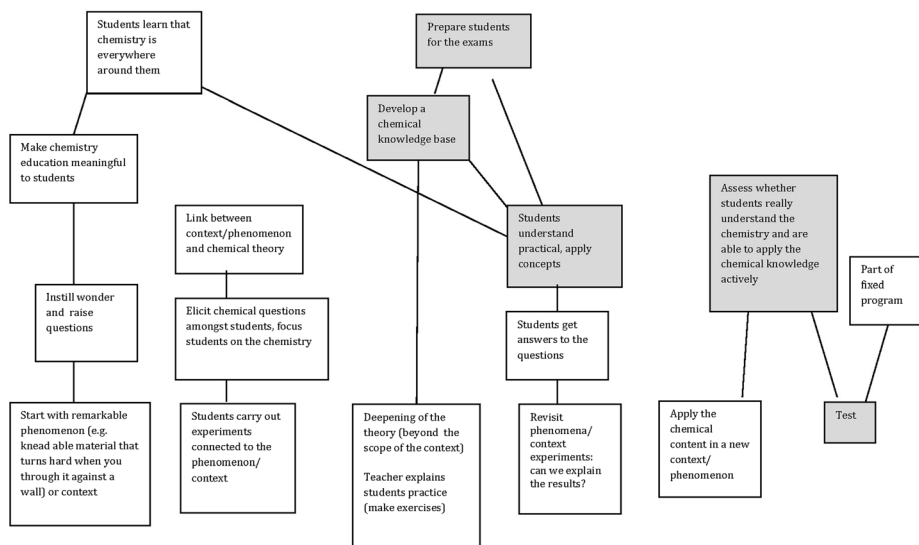 Students learn that
chemistry is
everywhere
around them
Prepare students
for the exams
Develop a
chemical
knowledge base
Make chemistry
education meaningful
to students
Link between
context/phenomenon
and chemical theory
Students
understand
practical, apply
concepts
Assess whether
students really
understand the
chemistry and are
able to apply the
chemical knowledge
actively
Part of
fixed
program
Instill wonder
and raise
questions
Elicit chemical questions
amongst students, focus
students on the chemistry
Students get
answers to the
questions
Start with remarkable
phenomenon (e.g.
knead able material that
turns hard when you
through it against a
wall) or context
Students carry out
experiments
connected to the
phenomenon/
context
Deepening of the
theory (beyond the
scope of the context)
Teacher explains
students practice
(make exercises)
Revisit
phenomena/
context
experiments:
can we explain
the results?
Apply the
chemical
content in a new
context/
phenomenon
Test